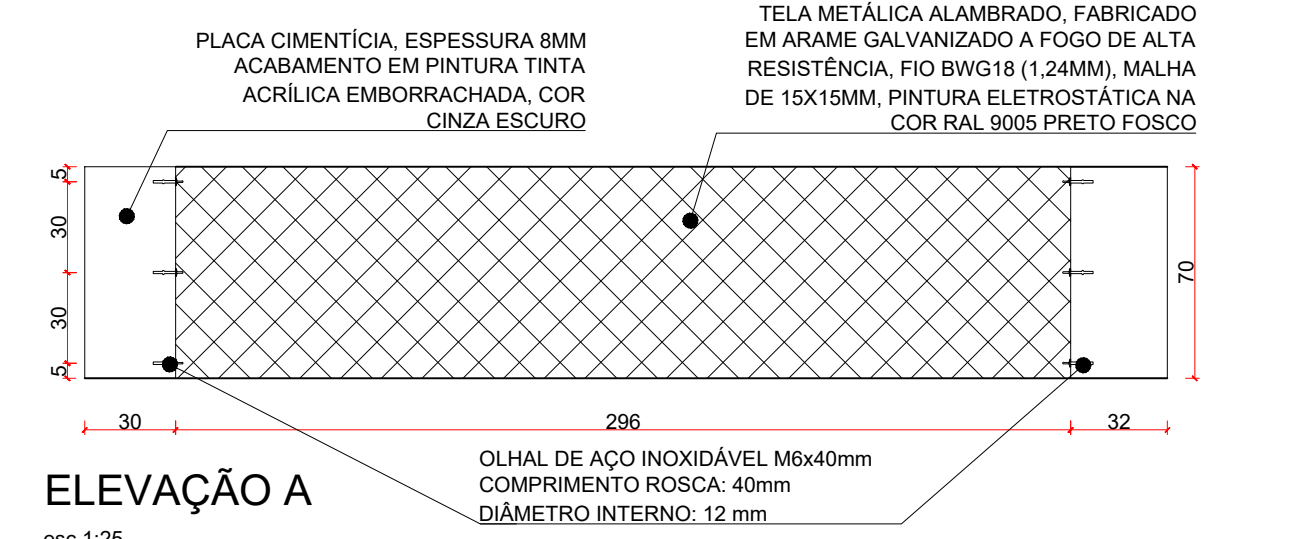 PLACA CIMENTÍCIA, ESPESSURA 8MM
ACABAMENTO EM PINTURA TINTA
ACRÍLICA EMBORRACHADA, COR
CINZA ESCURO
TELA METÁLICA ALAMBRADO, FABRICADO
EM ARAME GALVANIZADO A FOGO DE ALTA
RESISTÊNCIA, FIO BWG18 (1,24MM), MALHA
DE 15X15MM, PINTURA ELETROSTÁTICA NA
COR RAL 9005 PRETO FOSCO
5
30
30
5
70
30
296
32
OLHAL DE AÇO INOXIDÁVEL M6x40mm
COMPRIMENTO ROSCA: 40mm
DIÂMETRO INTERNO: 12 mm
ELEVAÇÃO A
esc 1:25